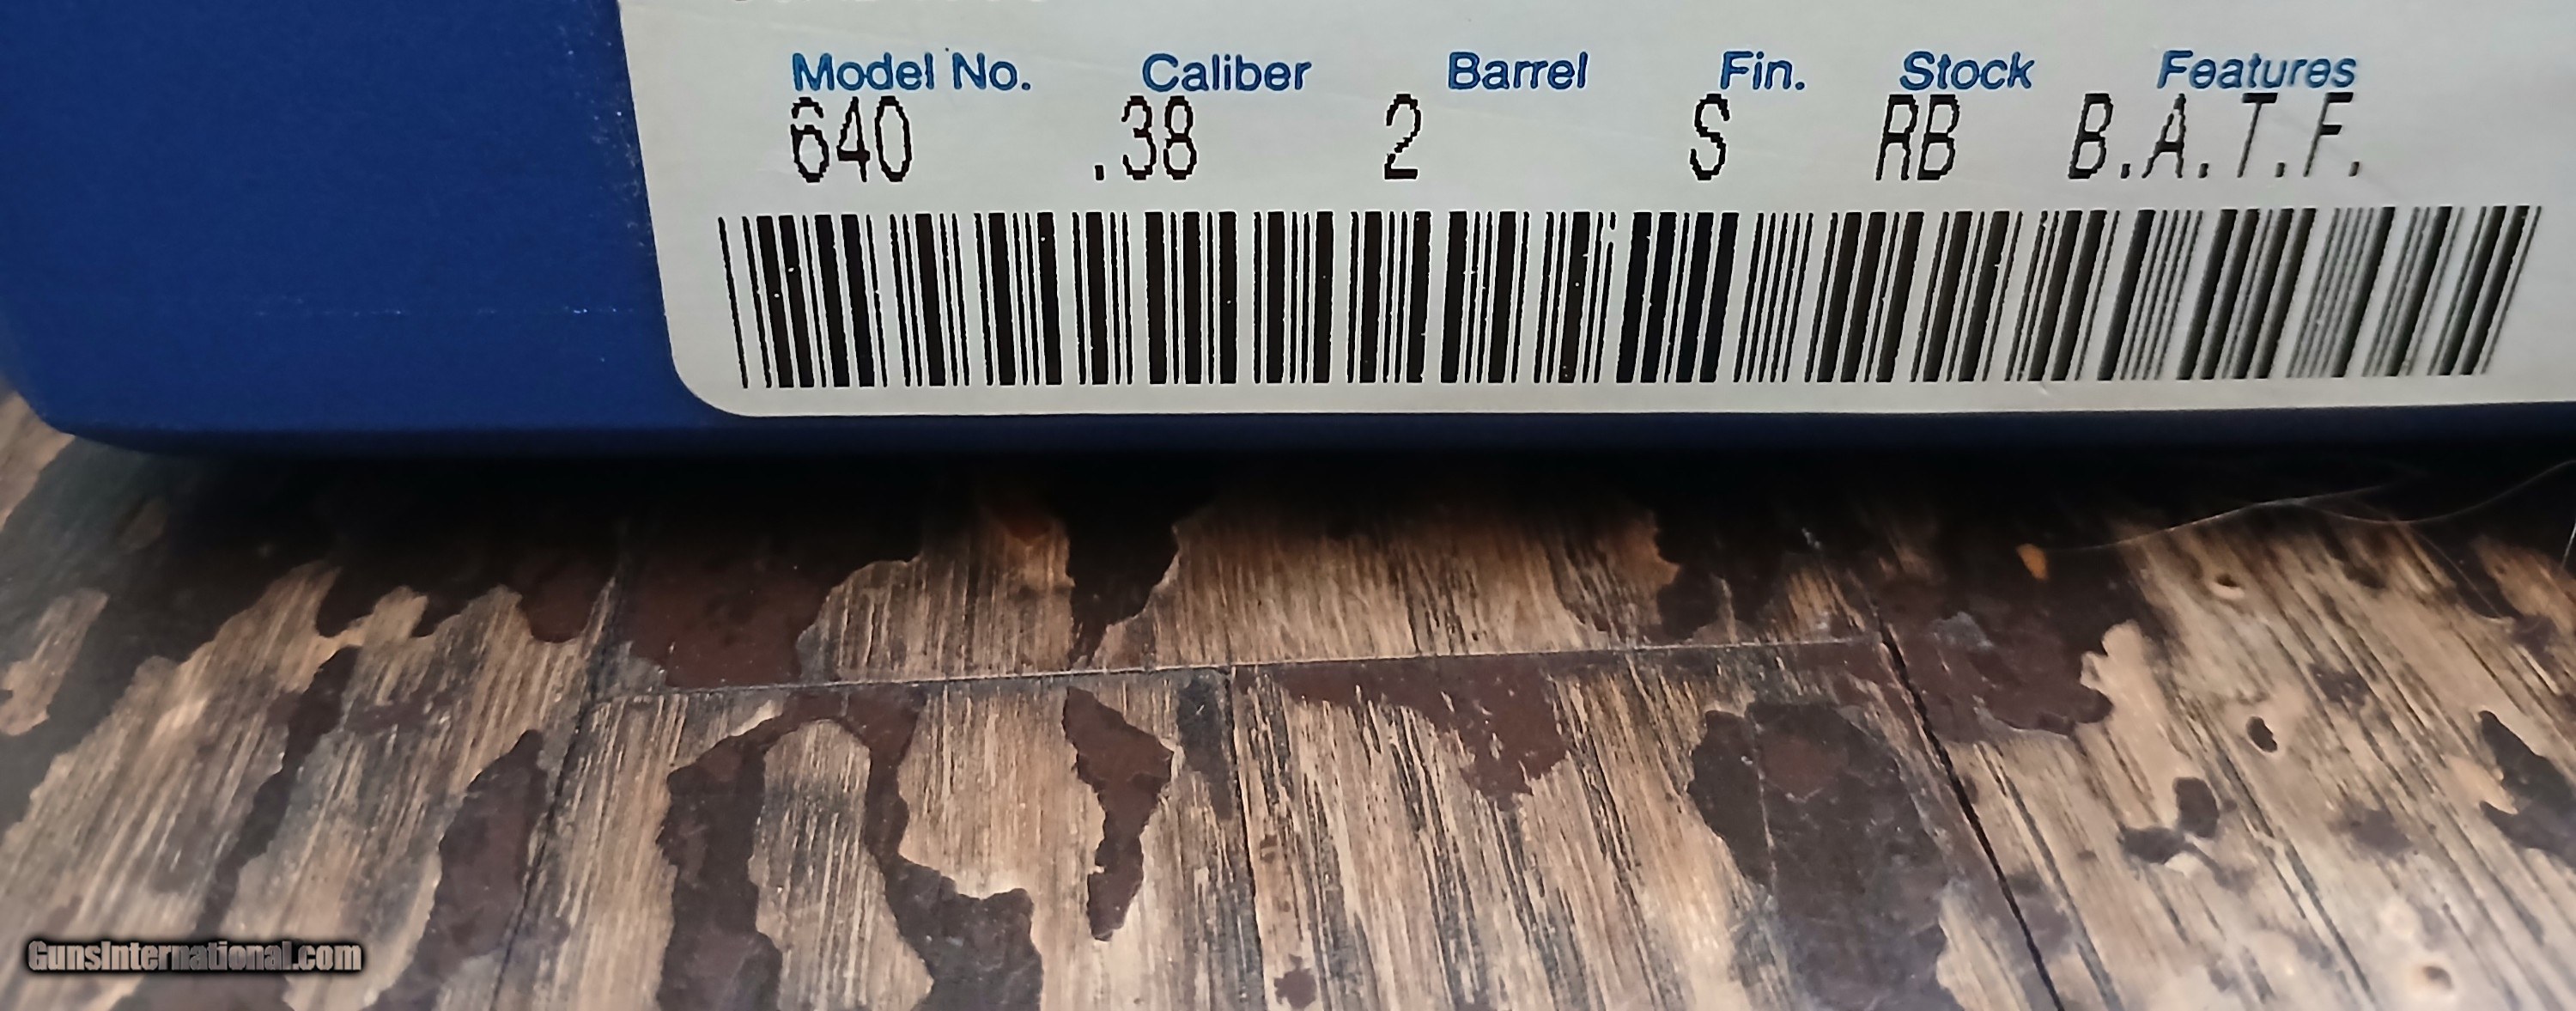 Model No. Caliber Barrel Fin. Stock Features
640 .38 2 S RB B.A.T.F.
GunsInternational.com